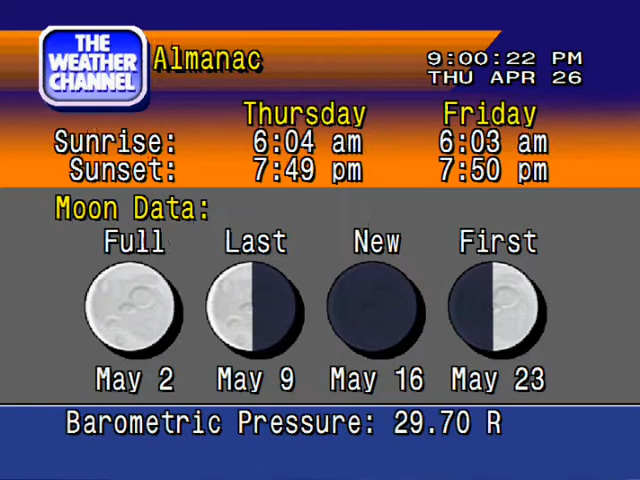 THE
WEATHER
CHANNEL
Almanac
9:00:22 PM
THU APR 26
Thursday Friday
Sunrise: 6:04 am 6:03 am
Sunset: 7:49 pm 7:50 pm
Moon Data:
Full Last New First
May 2 May 9 May 16 May 23
Barometric Pressure: 29.70 R